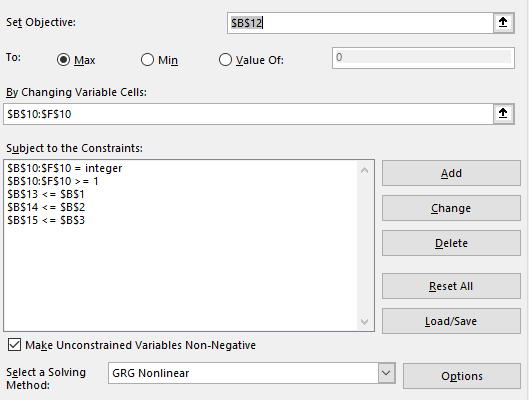 Set Objective: $B$12
To: Max Min Value Of: 0
By Changing Variable Cells:
$B$10:$F$10
Subject to the Constraints:
$B$10:$F$10 = integer
$B$10:$F$10 >= 1
$B$13 <= $B$1
$B$14 <= $B$2
$B$15 <= $B$3
Add
Change
Delete
Reset All
Load/Save
Make Unconstrained Variables Non-Negative
Select a Solving
Method:
GRG Nonlinear
Options